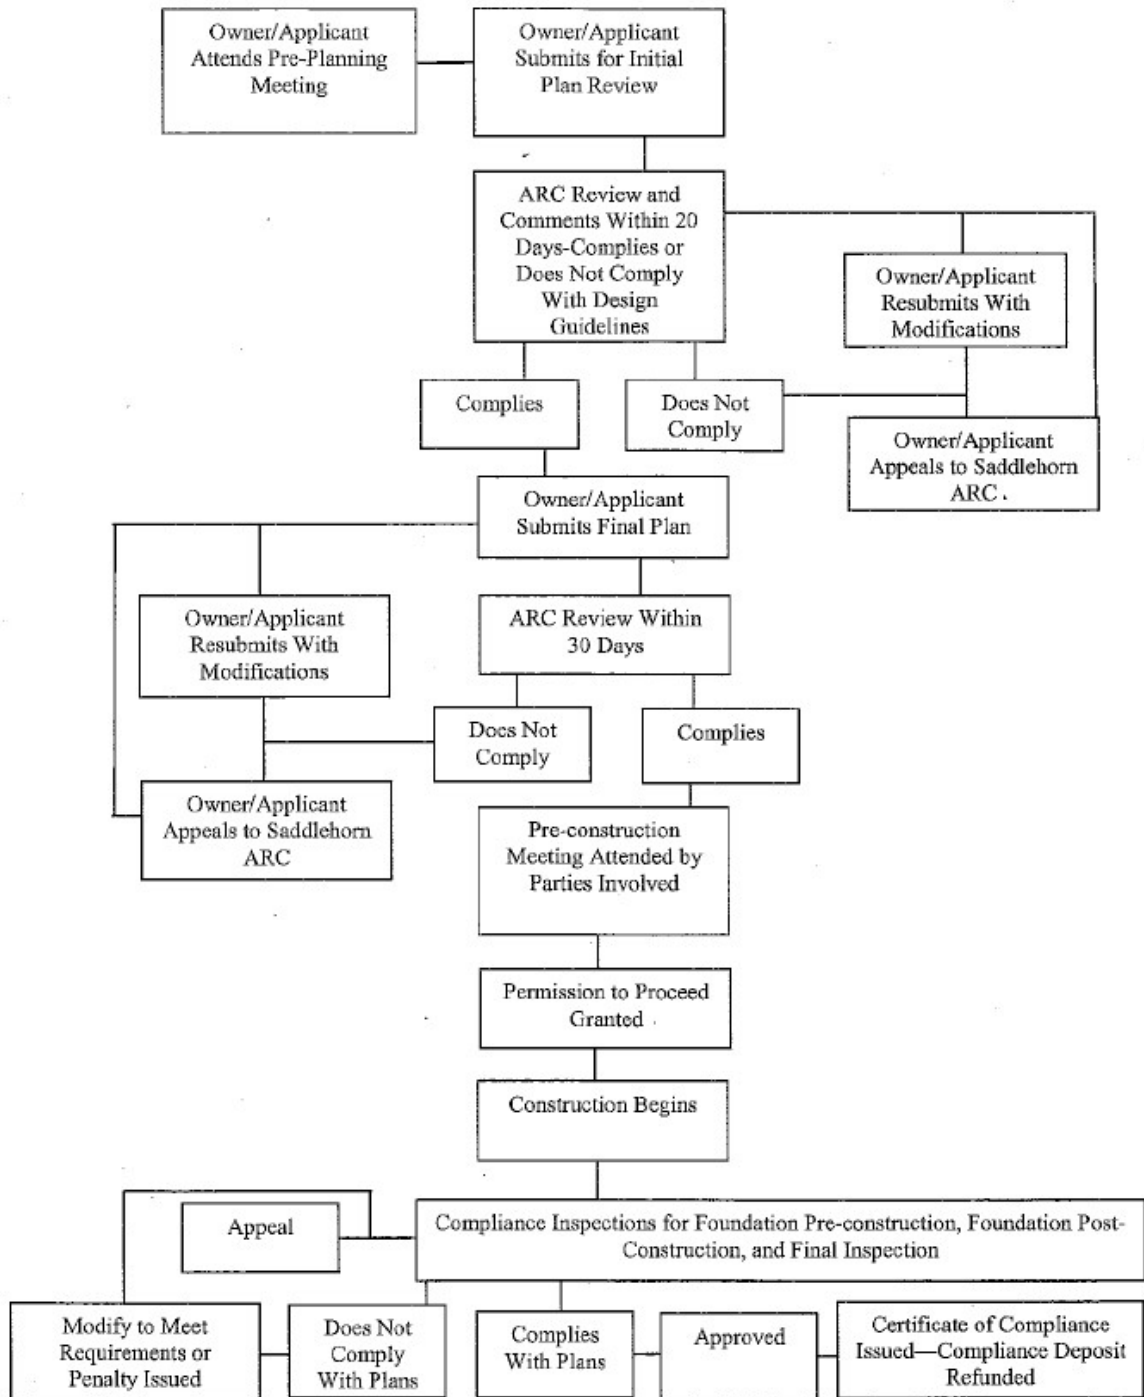 Owner/Applicant
Attends Pre-Planning
Meeting
Owner/Applicant
Submits for Initial
Plan Review
ARC Review and
Comments Within 20
Days-Complies or
Does Not Comply
With Design
Guidelines
Owner/Applicant
Resubmits With
Modifications
Complies
Does Not
Comply
Owner/Applicant
Appeals to Saddlehorn
ARC
Owner/Applicant
Submits Final Plan
Owner/Applicant
Resubmits With
Modifications
ARC Review Within
30 Days
Does Not
Comply
Complies
Owner/Applicant
Appeals to Saddlehorn
ARC
Pre-construction
Meeting Attended by
Parties Involved
Permission to Proceed
Granted
Construction Begins
Appeal
Compliance Inspections for Foundation Pre-construction, Foundation Post-
Construction, and Final Inspection
Modify to Meet
Requirements or
Penalty Issued
Does Not
Comply
With Plans
Complies
With Plans
Approved
Certificate of Compliance
Issued—Compliance Deposit
Refunded